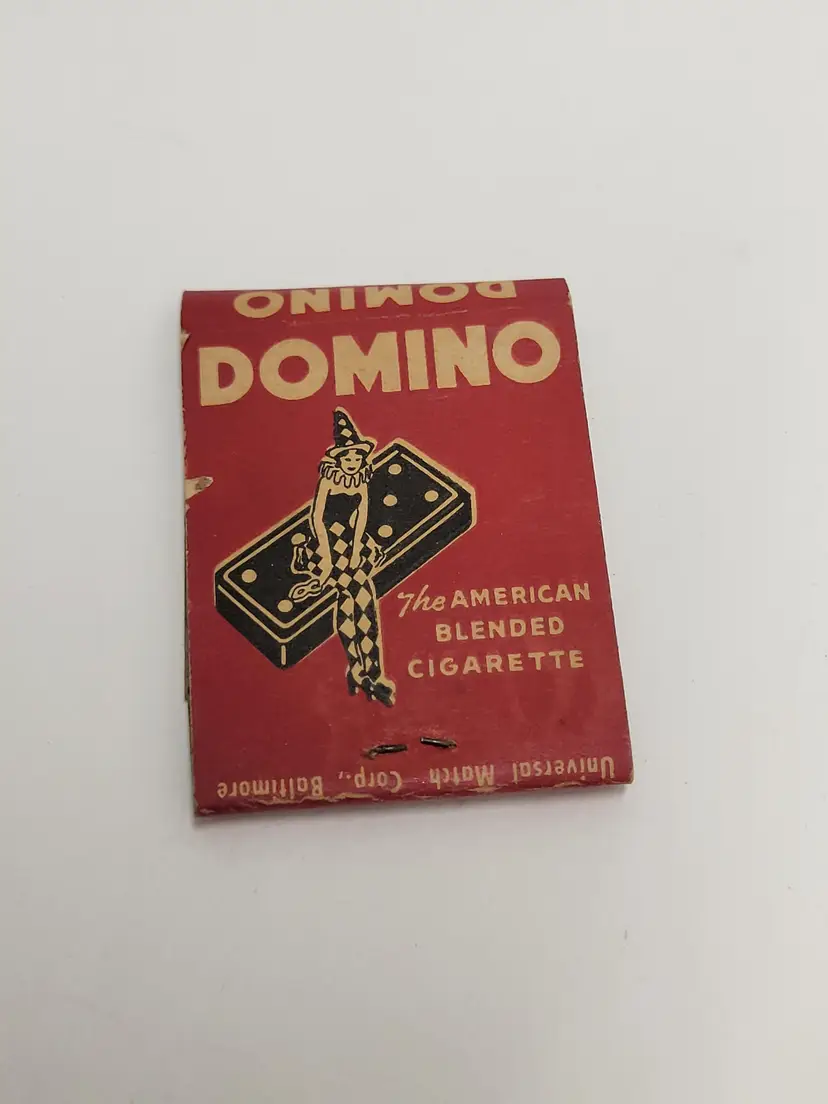 DOMINO
DOMINO
The AMERICAN
BLENDED
CIGARETTE
Universal Match Corp., Baltimore